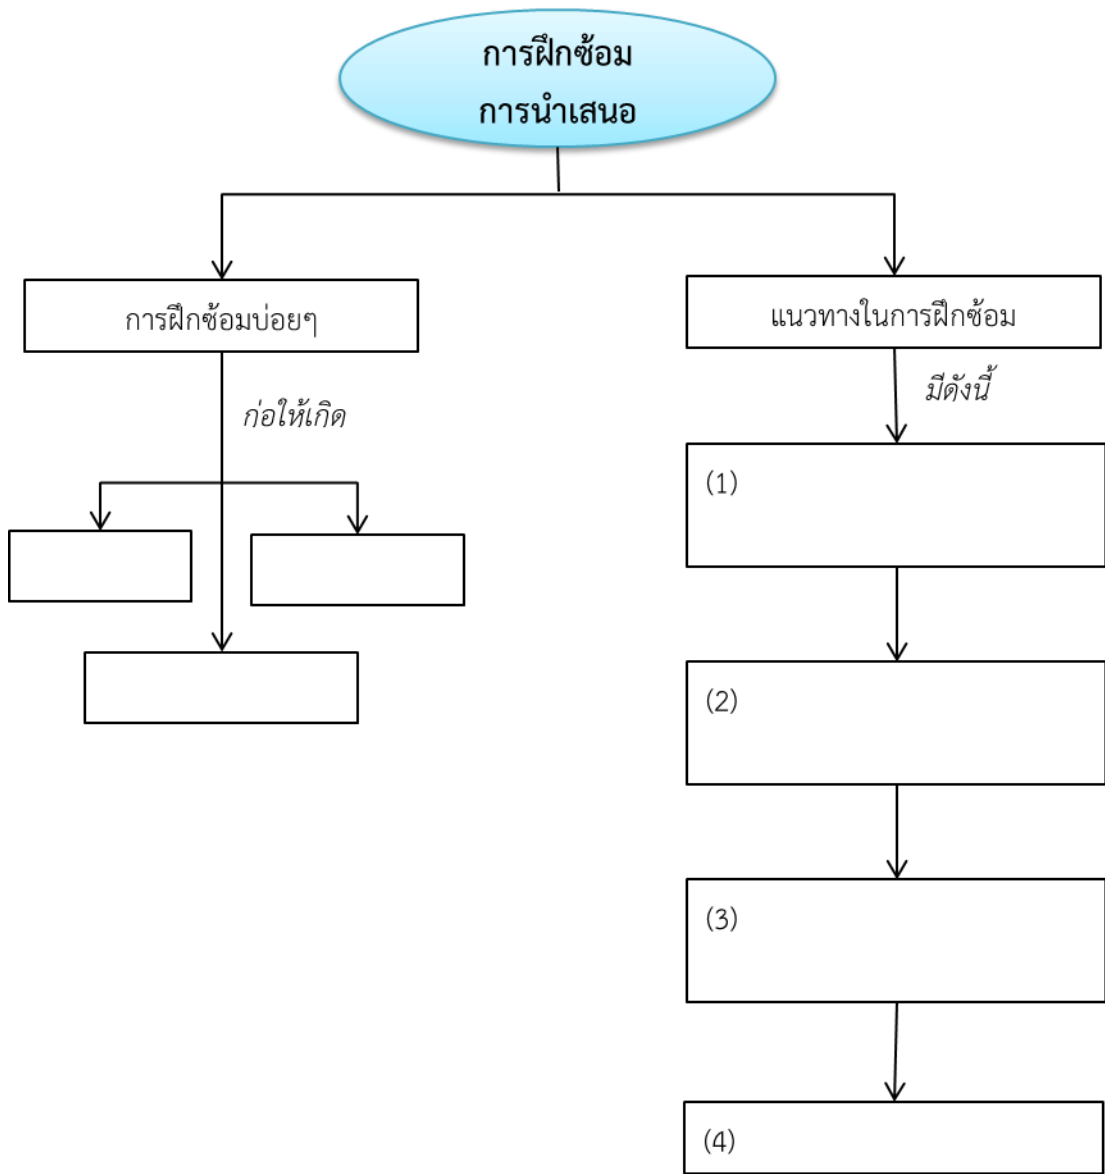 การฝึกซ้อม
การนำเสนอ
การฝึกซ้อมบ่อยๆ
แนวทางในการฝึกซ้อม
ก่อให้เกิด
มีดังนี้
(1)
(2)
(3)
(4)